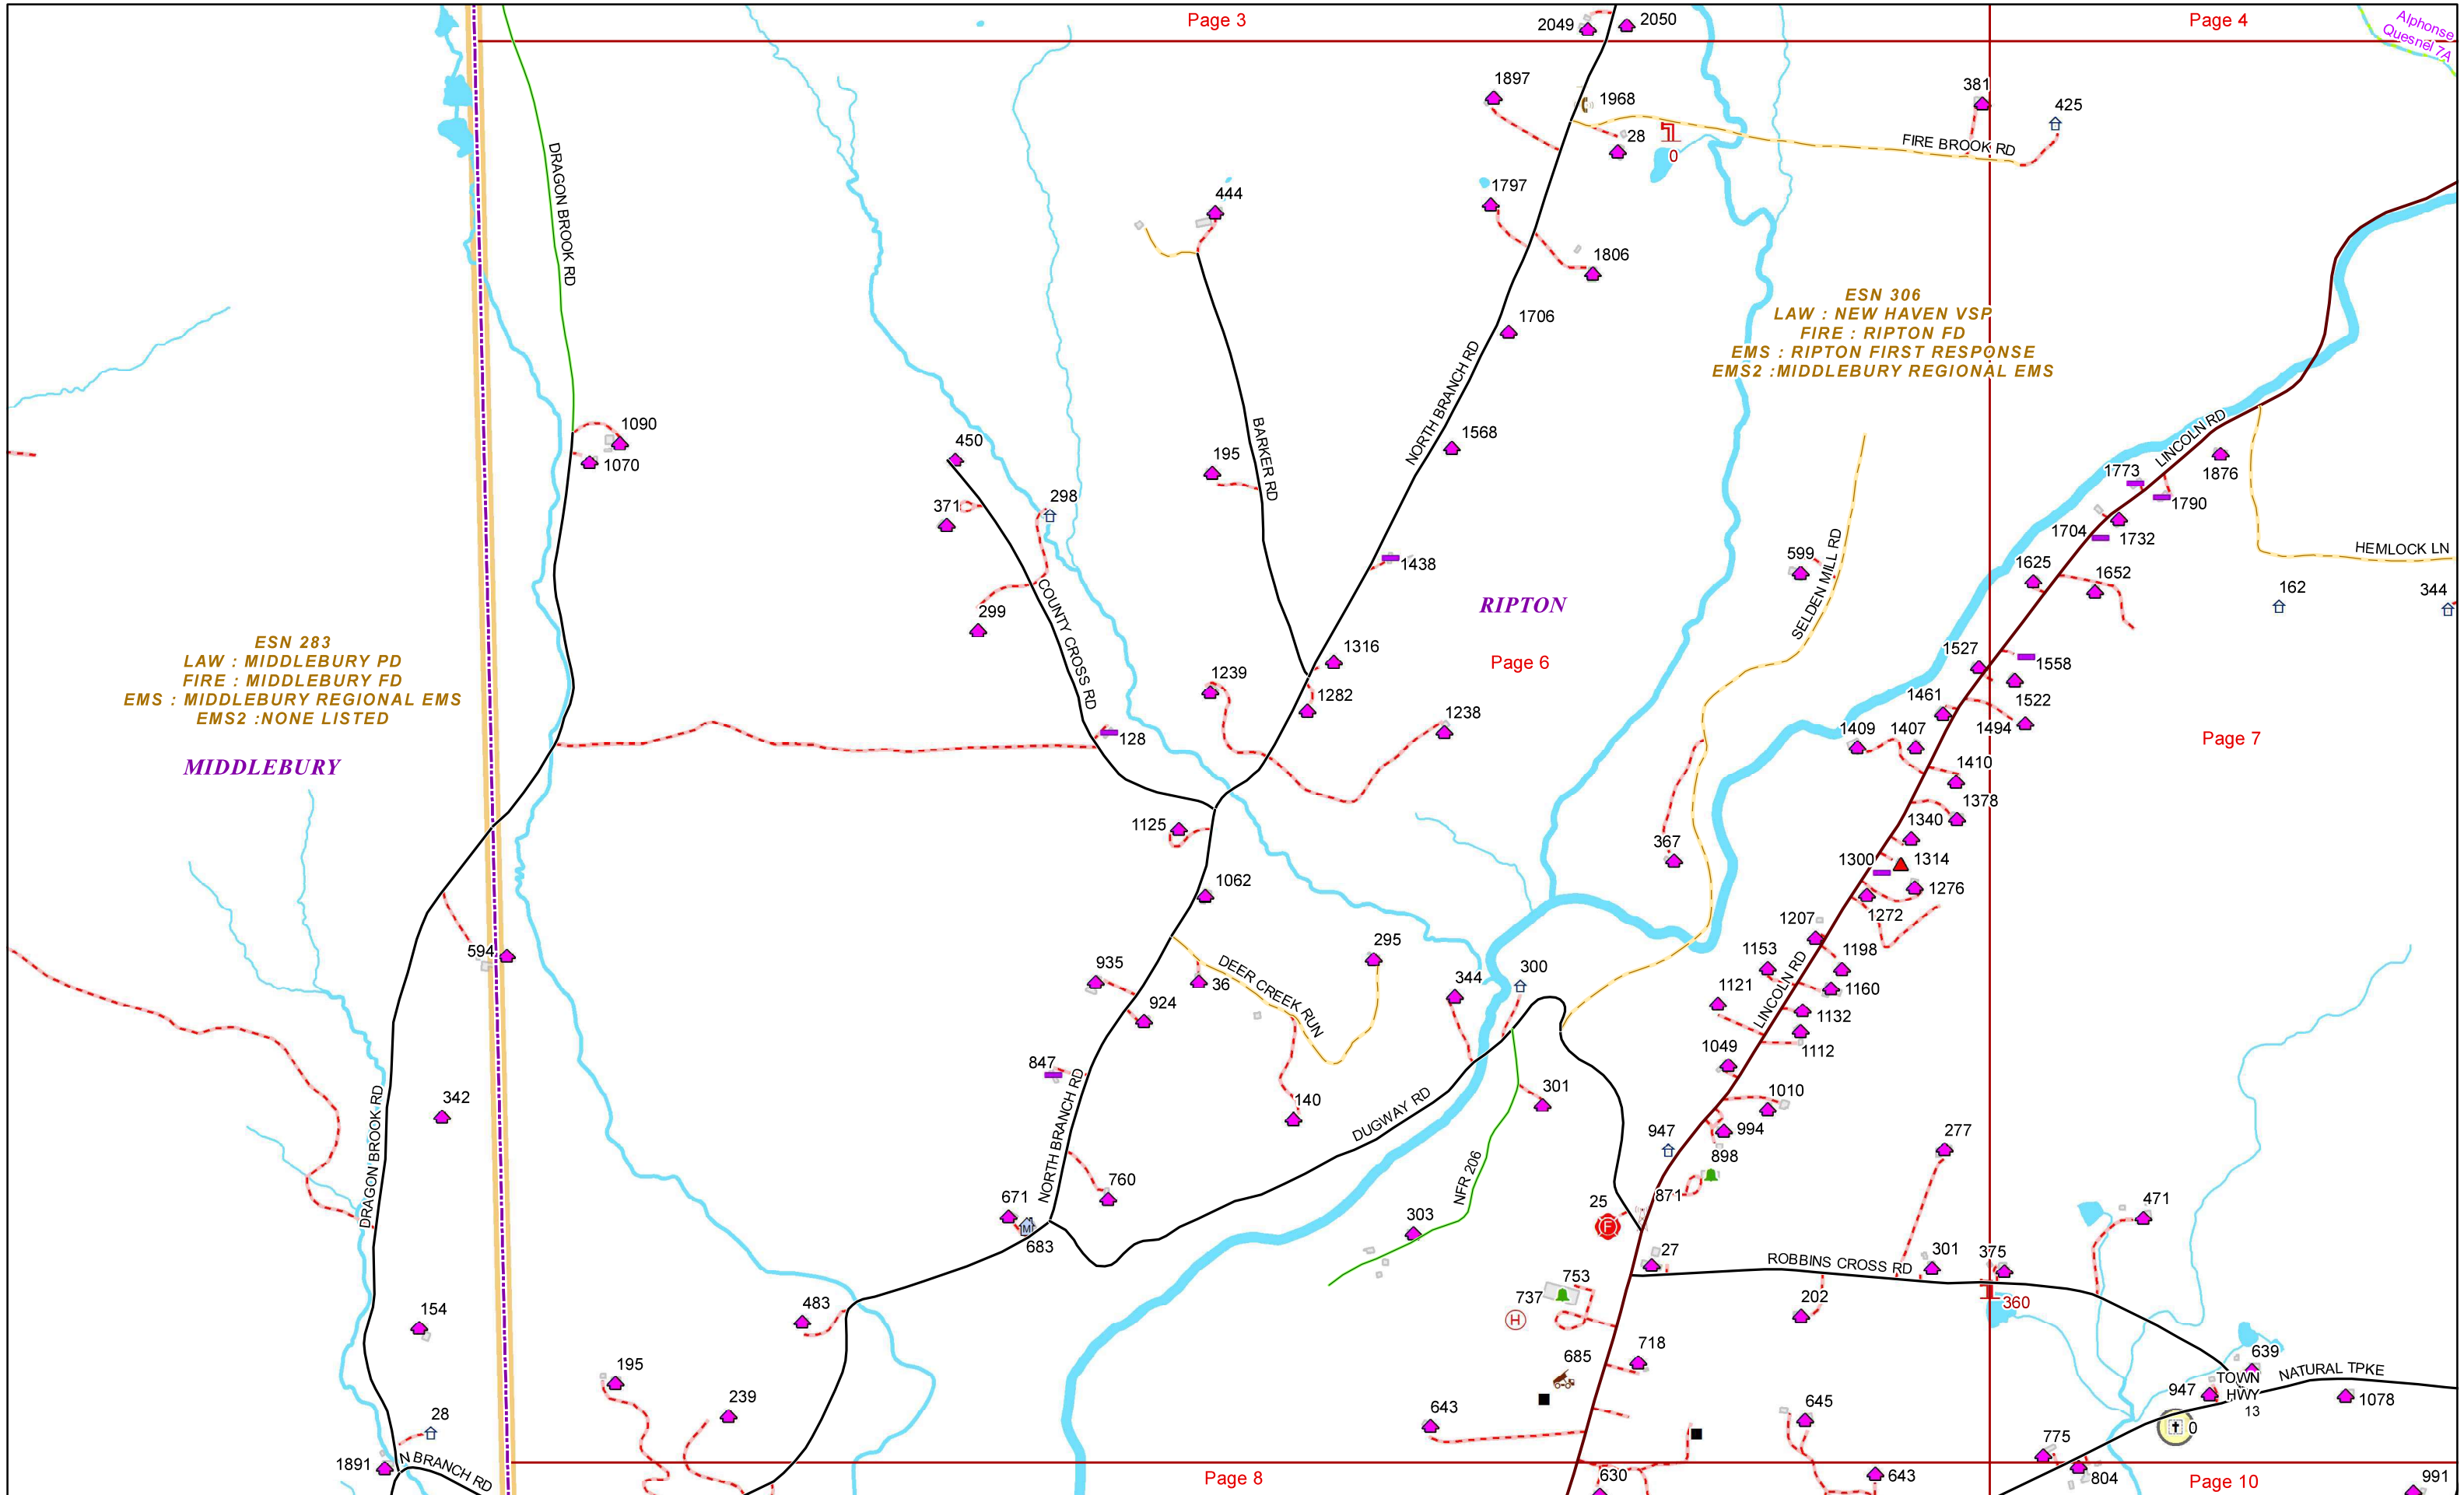 Page 3
Page 4
Alphonse
Quesnel 7A
2049
2050
1897
1968
28
0
381
425
FIRE BROOK RD
DRAGON BROOK RD
444
1797
1806
1706
NORTH BRANCH RD
ESN 306
LAW : NEW HAVEN VSP
FIRE : RIPTON FD
EMS : RIPTON FIRST RESPONSE
EMS2 :MIDDLEBURY REGIONAL EMS
1090
1070
450
371
298
299
COUNTY CROSS RD
195
BARKER RD
1568
1438
LINCOLN RD
1773
1876
1790
1704
1732
HEMLOCK LN
1625
1652
162
344
599
SELDEN MILL RD
RIPTON
Page 6
ESN 283
LAW : MIDDLEBURY PD
FIRE : MIDDLEBURY FD
EMS : MIDDLEBURY REGIONAL EMS
EMS2 :NONE LISTED
MIDDLEBURY
1316
1239
1282
1238
128
1527
1558
1461
1522
1494
1409
1407
1410
1378
1340
1300
1314
1276
1272
Page 7
1125
367
1062
594
935
36
924
DEER CREEK RUN
295
344
300
1207
1153
1198
1160
1121
1132
1112
LINCOLN RD
1049
1010
994
947
898
871
847
140
301
DUGWAY RD
NFR 206
303
342
DRAGON BROOK RD
NORTH BRANCH RD
760
671
683
25
27
277
471
ROBBINS CROSS RD
301
375
360
202
753
737
718
685
154
483
195
239
28
1891
N BRANCH RD
643
645
639
TOWN
HWY
13
NATURAL TPKE
947
1078
0
775
804
Page 8
630
643
Page 10
991